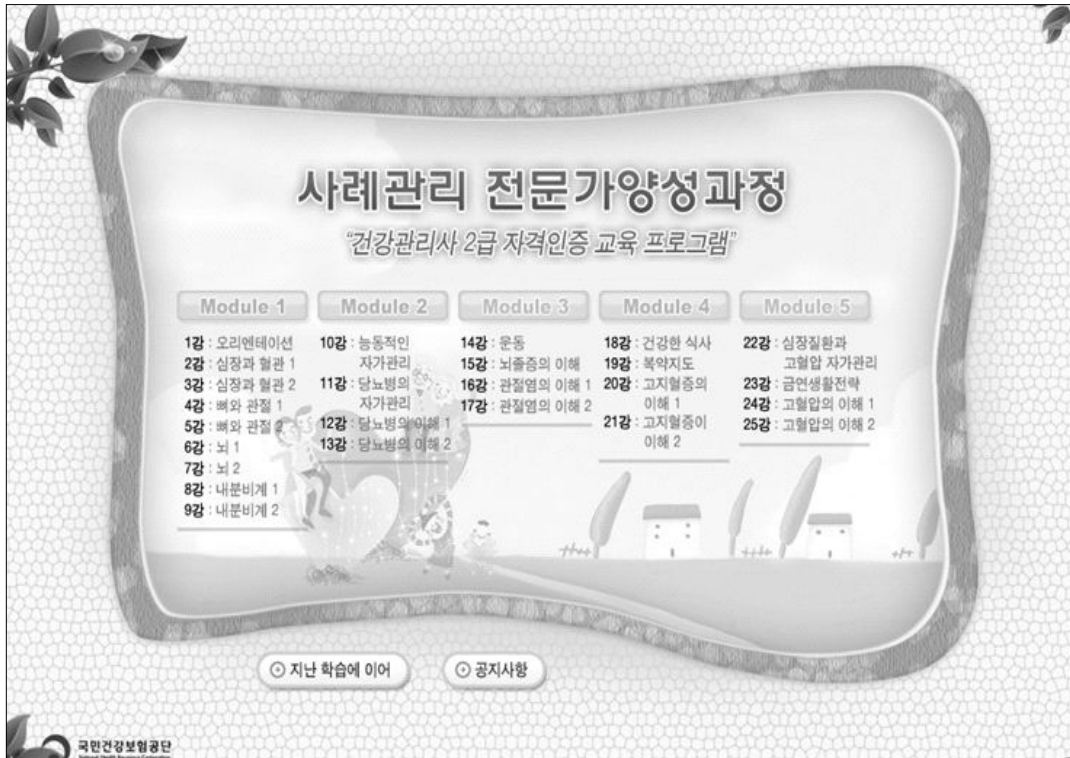 사례관리 전문가양성과정
"건강관리사 2급 자격인증 교육 프로그램"
Module 1
1강 : 오리엔테이션
2강 : 심장과 혈관 1
3강 : 심장과 혈관 2
4강 : 뼈와 관절 1
5강 : 뼈와 관절 2
6강 : 뇌 1
7강 : 뇌 2
8강 : 내분비계 1
9강 : 내분비계 2
Module 2
10강 : 능동적인
자가관리
11강 : 당뇨병의
자가관리
12강 : 당뇨병의 이해 1
13강 : 당뇨병의 이해 2
Module 3
14강 : 운동
15강 : 뇌졸증의 이해
16강 : 관절염의 이해 1
17강 : 관절염의 이해 2
Module 4
18강 : 건강한 식사
19강 : 복약지도
20강 : 고지혈증의
이해 1
21강 : 고지혈증이
이해 2
Module 5
22강 : 심장질환과
고혈압 자가관리
23강 : 금연생활전략
24강 : 고혈압의 이해 1
25강 : 고혈압의 이해 2
지난 학습에 이어
공지사항
국민건강보험공단